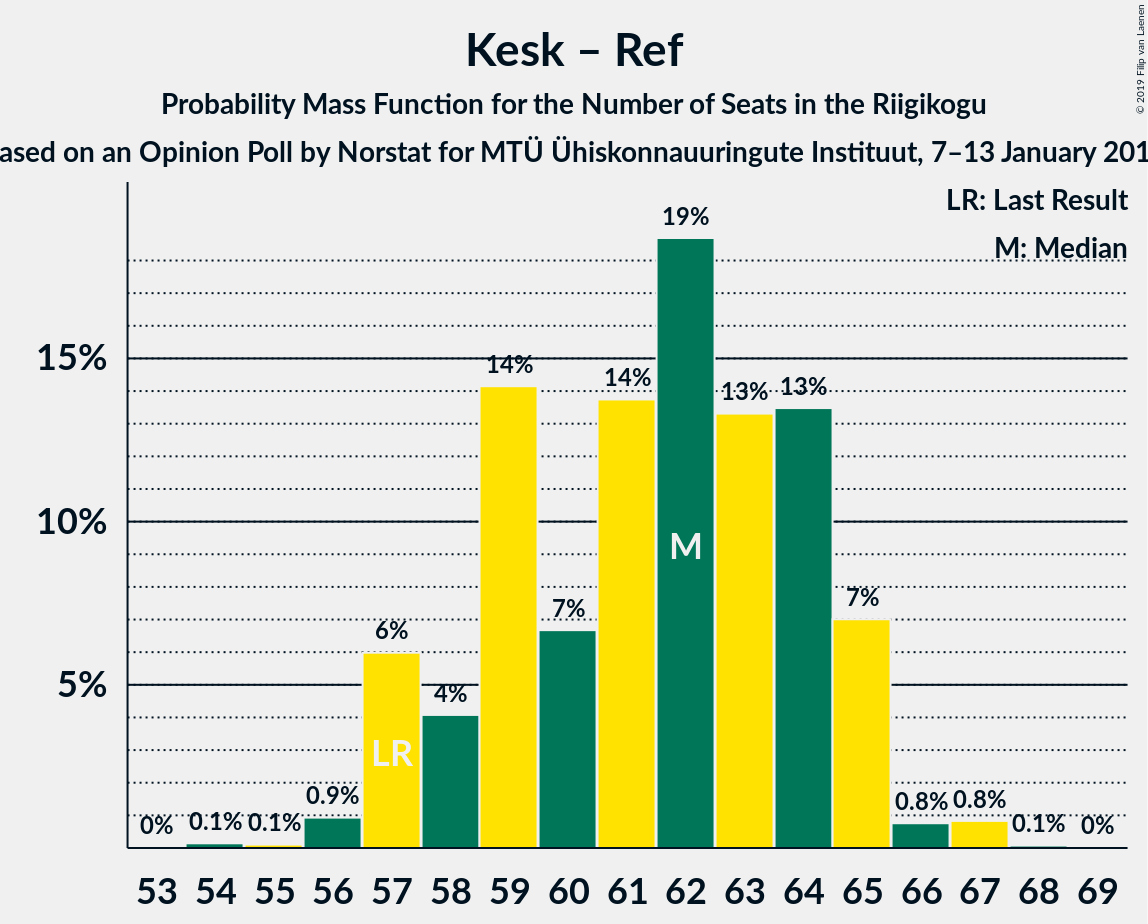 Kesk – Ref
Probability Mass Function for the Number of Seats in the Riigikogu
ased on an Opinion Poll by Norstat for MTÜ Ühiskonnauuringute Instituut, 7–13 January 201
© 2019 Filip van Laenen
LR: Last Result
M: Median
15%
10%
5%
0%
0.1%
0.1%
0.9%
6%
4%
14%
7%
14%
19%
13%
13%
7%
0.8%
0.8%
0.1%
0%
LR
M
53 54 55 56 57 58 59 60 61 62 63 64 65 66 67 68 69